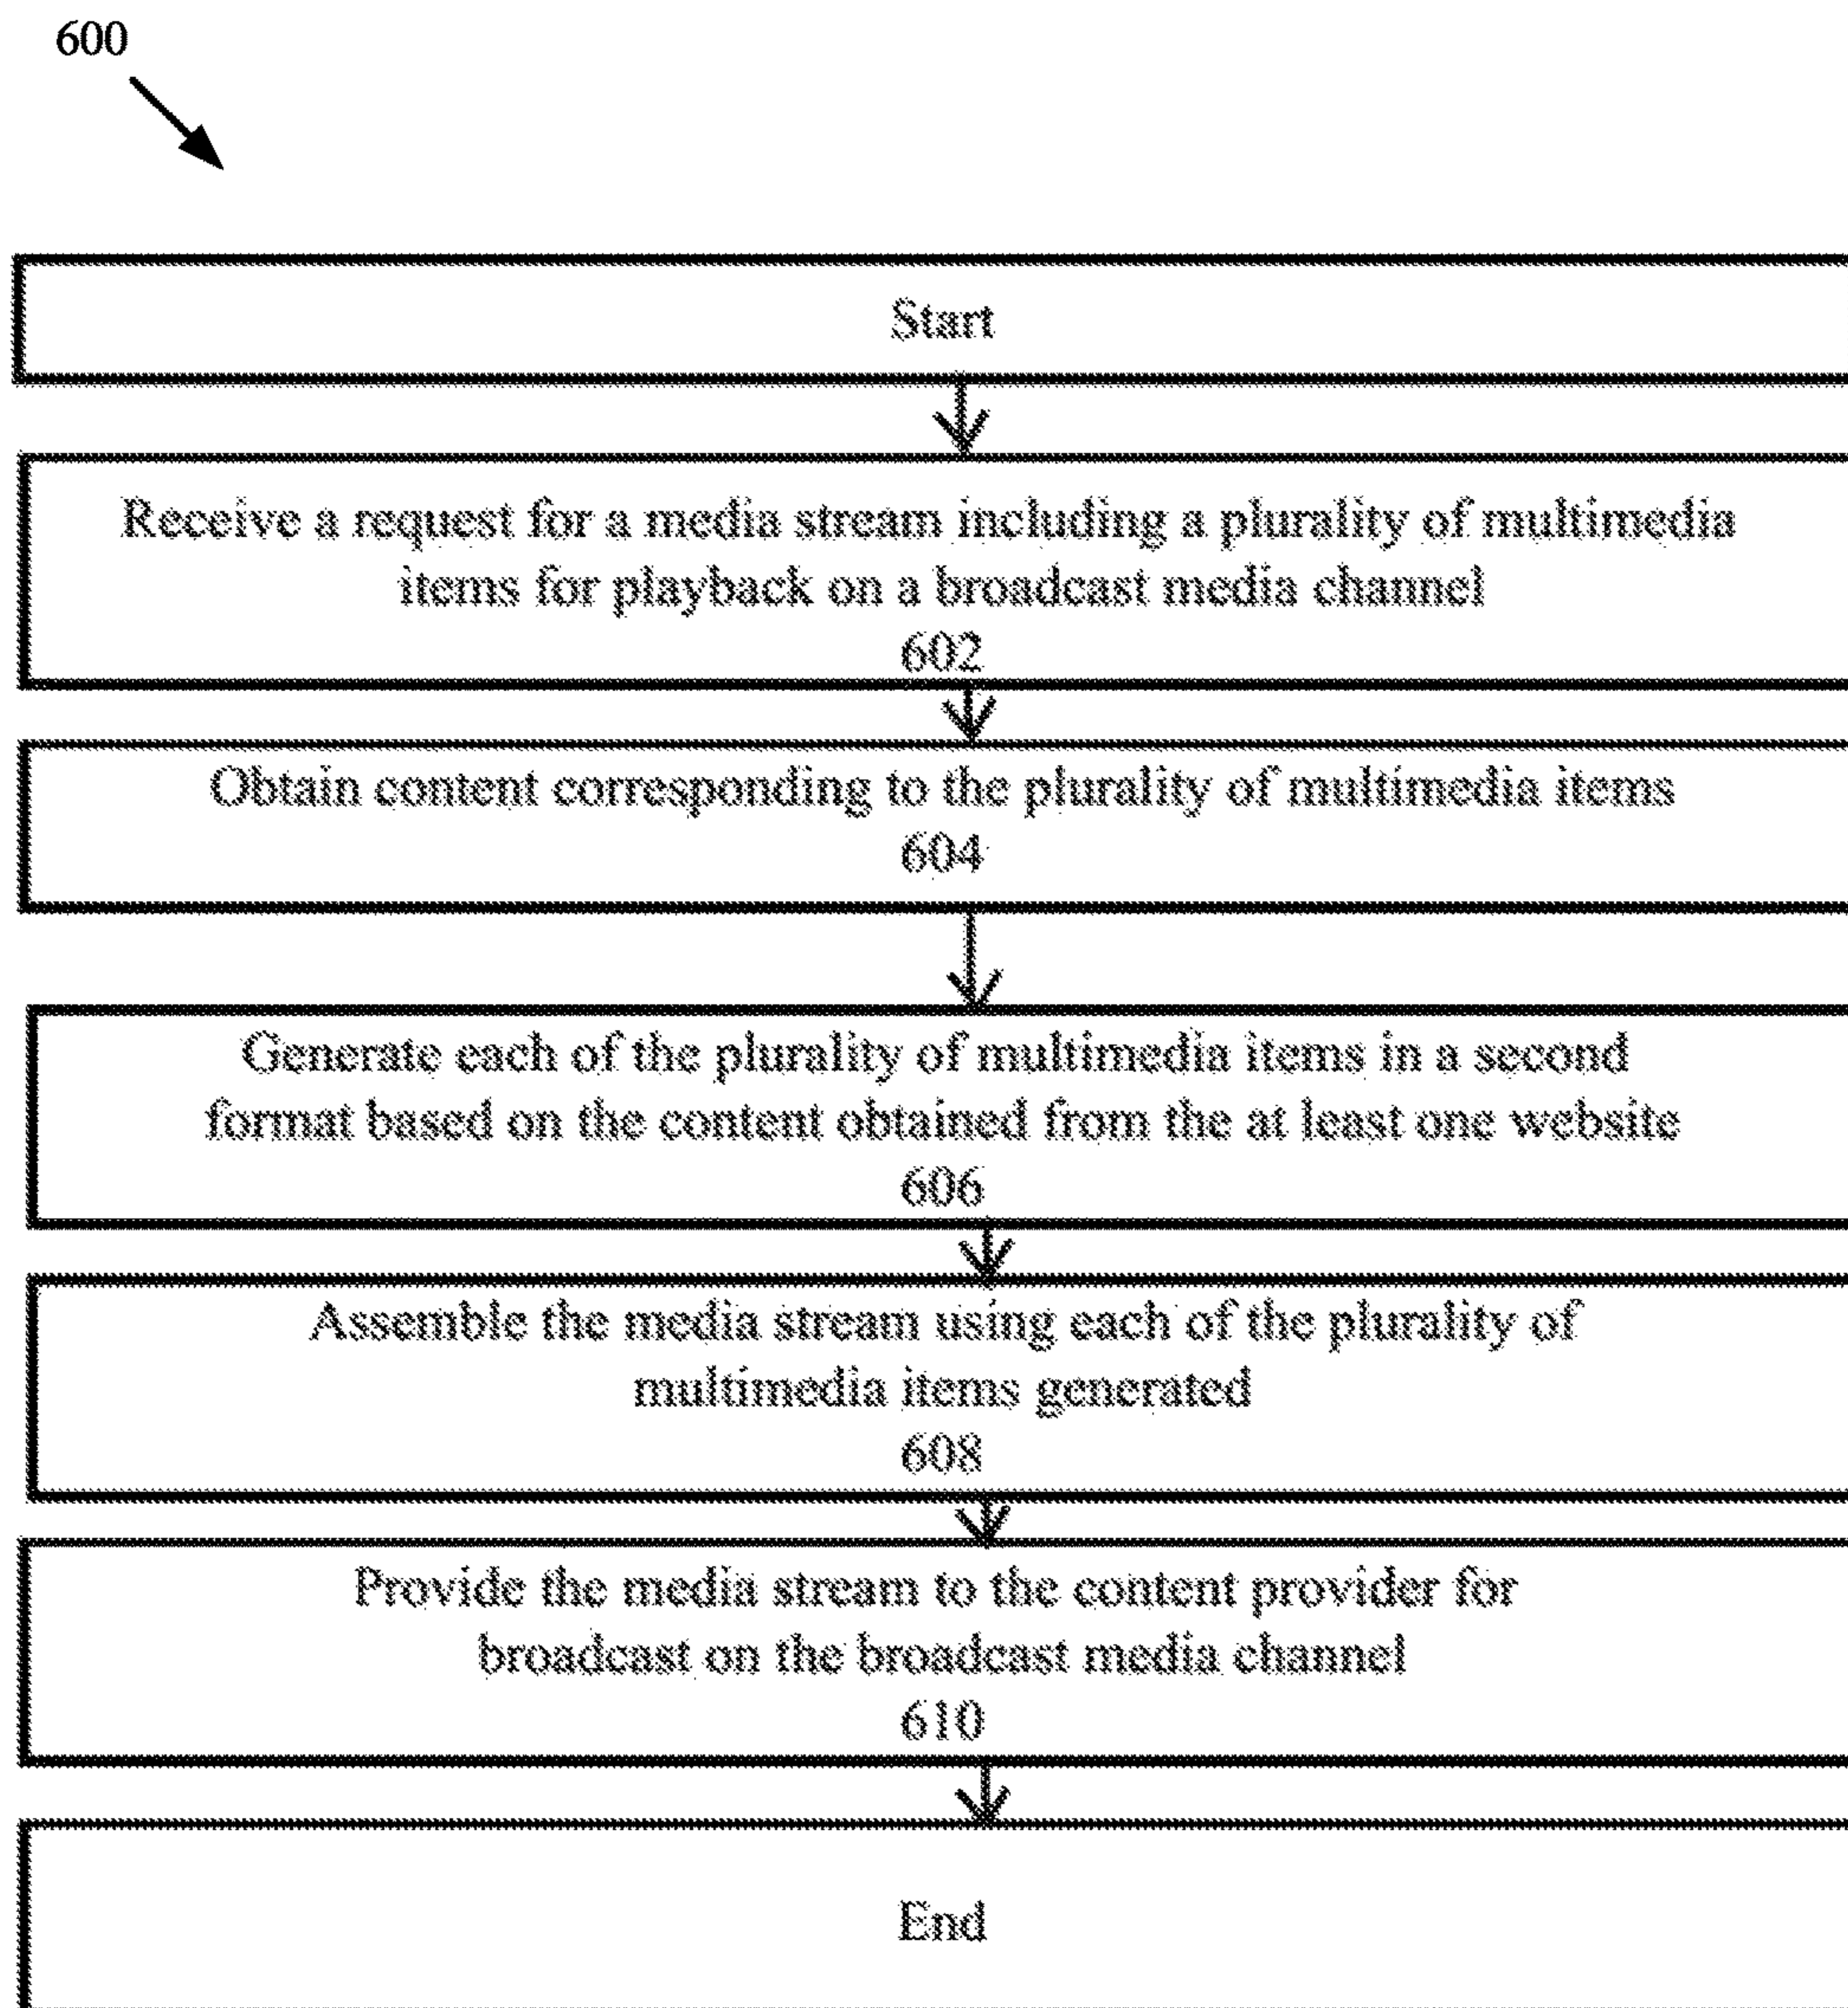 600
Start
Receive a request for a media stream including a plurality of multimedia
items for playback on a broadcast media channel
602
Obtain content corresponding to the plurality of multimedia items
604
Generate each of the plurality of multimedia items in a second
format based on the content obtained from the at least one website
606
Assemble the media stream using each of the plurality of
multimedia items generated
608
Provide the media stream to the content provider for
broadcast on the broadcast media channel
610
End